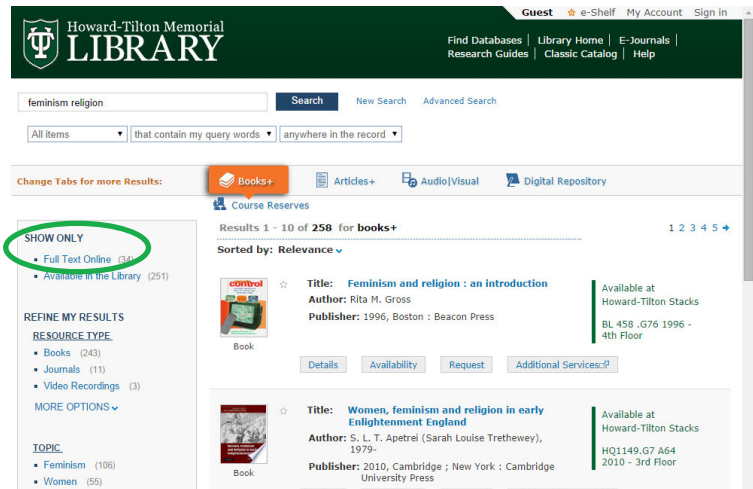 Guest e-Shelf My Account Sign in
Howard-Tilton Memorial
LIBRARY
Find Databases | Library Home | E-Journals |
Research Guides | Classic Catalog | Help
feminism religion
Search New Search Advanced Search
All items that contain my query words anywhere in the record
Change Tabs for more Results: Books+ Articles+ Audio|Visual Digital Repository
Course Reserves
SHOW ONLY
Full Text Online (34)
Available in the Library (251)
REFINE MY RESULTS
RESOURCE TYPE
Books (243)
Journals (11)
Video Recordings (3)
MORE OPTIONS
TOPIC
Feminism (106)
Women (55)
Results 1 - 10 of 258 for books+ 1 2 3 4 5
Sorted by: Relevance
control
Book
Title: Feminism and religion : an introduction
Author: Rita M. Gross
Publisher: 1996, Boston : Beacon Press
Available at
Howard-Tilton Stacks
BL 458 .G76 1996 -
4th Floor
Details Availability Request Additional Services
Book
Title: Women, feminism and religion in early
Enlightenment England
Author: S. L. T. Apetrei (Sarah Louise Trethewey),
1979-
Publisher: 2010, Cambridge ; New York : Cambridge
University Press
Available at
Howard-Tilton Stacks
HQ1149.G7 A64
2010 - 3rd Floor